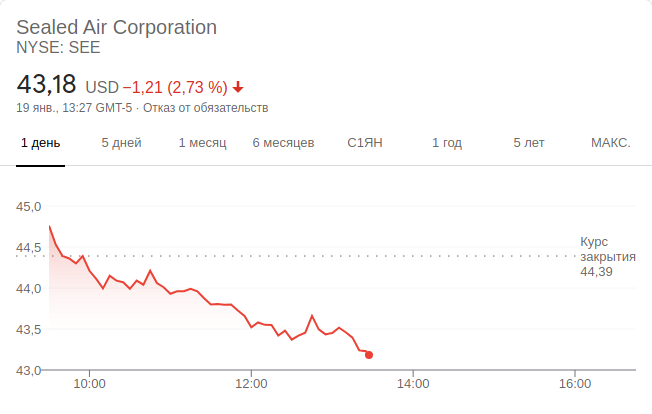 Sealed Air Corporation
NYSE: SEE
43,18 USD −1,21 (2,73 %)
19 янв., 13:27 GMT-5 · Отказ от обязательств
1 день 5 дней 1 месяц 6 месяцев С1ЯН 1 год 5 лет МАКС.
45,0
44,5
Курс
закрытия
44,39
44,0
43,5
43,0
10:00 12:00 14:00 16:00